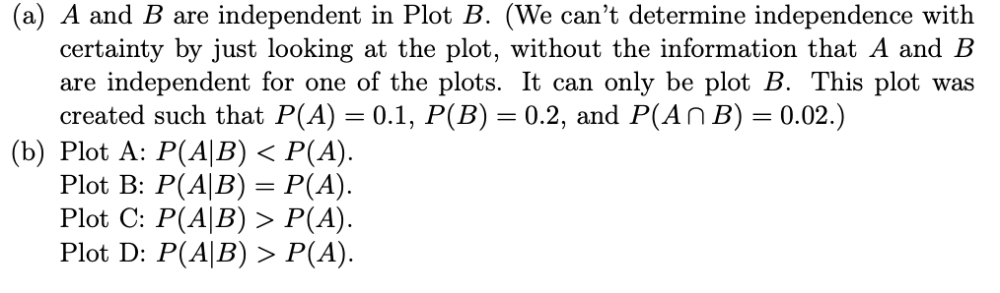 (a) A and B are independent in Plot B. (We can't determine independence with
certainty by just looking at the plot, without the information that A and B
are independent for one of the plots. It can only be plot B. This plot was
created such that P(A) = 0.1, P(B) = 0.2, and P(A ∩ B) = 0.02.)
(b) Plot A: P(A|B) < P(A).
Plot B: P(A|B) = P(A).
Plot C: P(A|B) > P(A).
Plot D: P(A|B) > P(A).